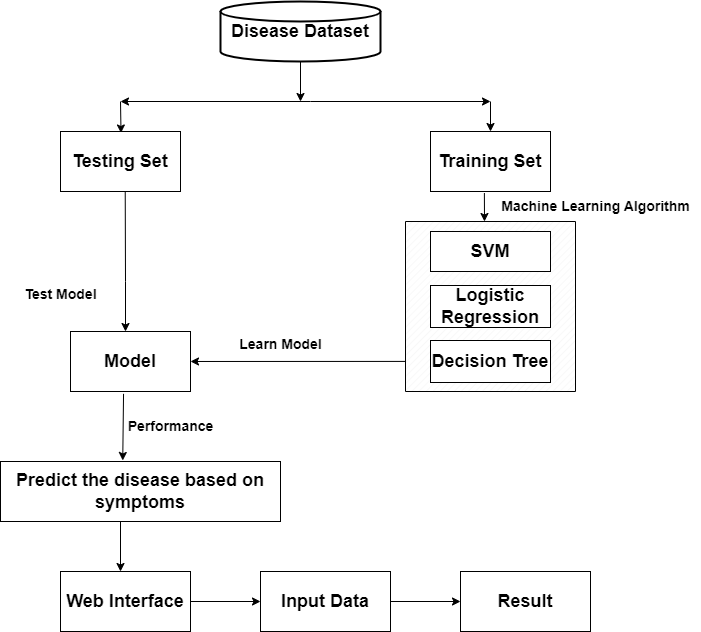 Disease Dataset
Testing Set
Training Set
Machine Learning Algorithm
SVM
Logistic
Regression
Decision Tree
Test Model
Learn Model
Model
Performance
Predict the disease based on
symptoms
Web Interface
Input Data
Result